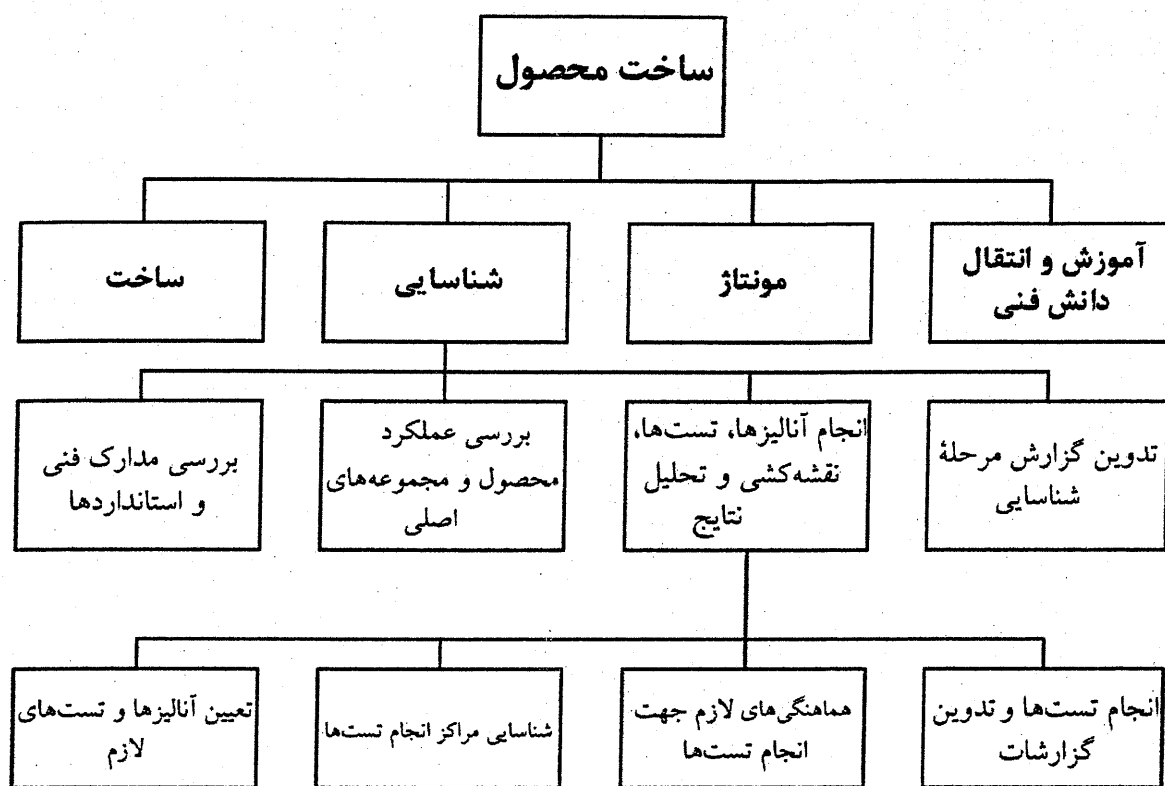 ساخت محصول
آموزش و انتقال
دانش فنی
مونتاژ
شناسایی
ساخت
تدوین گزارش مرحلهٔ
شناسایی
انجام آنالیزها، تست‌ها،
نقشه‌کشی و تحلیل
نتایج
بررسی عملکرد
محصول و مجموعه‌های
اصلی
بررسی مدارک فنی
و استانداردها
انجام تست‌ها و تدوین
گزارشات
هماهنگی‌های لازم جهت
انجام تست‌ها
شناسایی مراکز انجام تست‌ها
تعیین آنالیزها و تست‌های
لازم